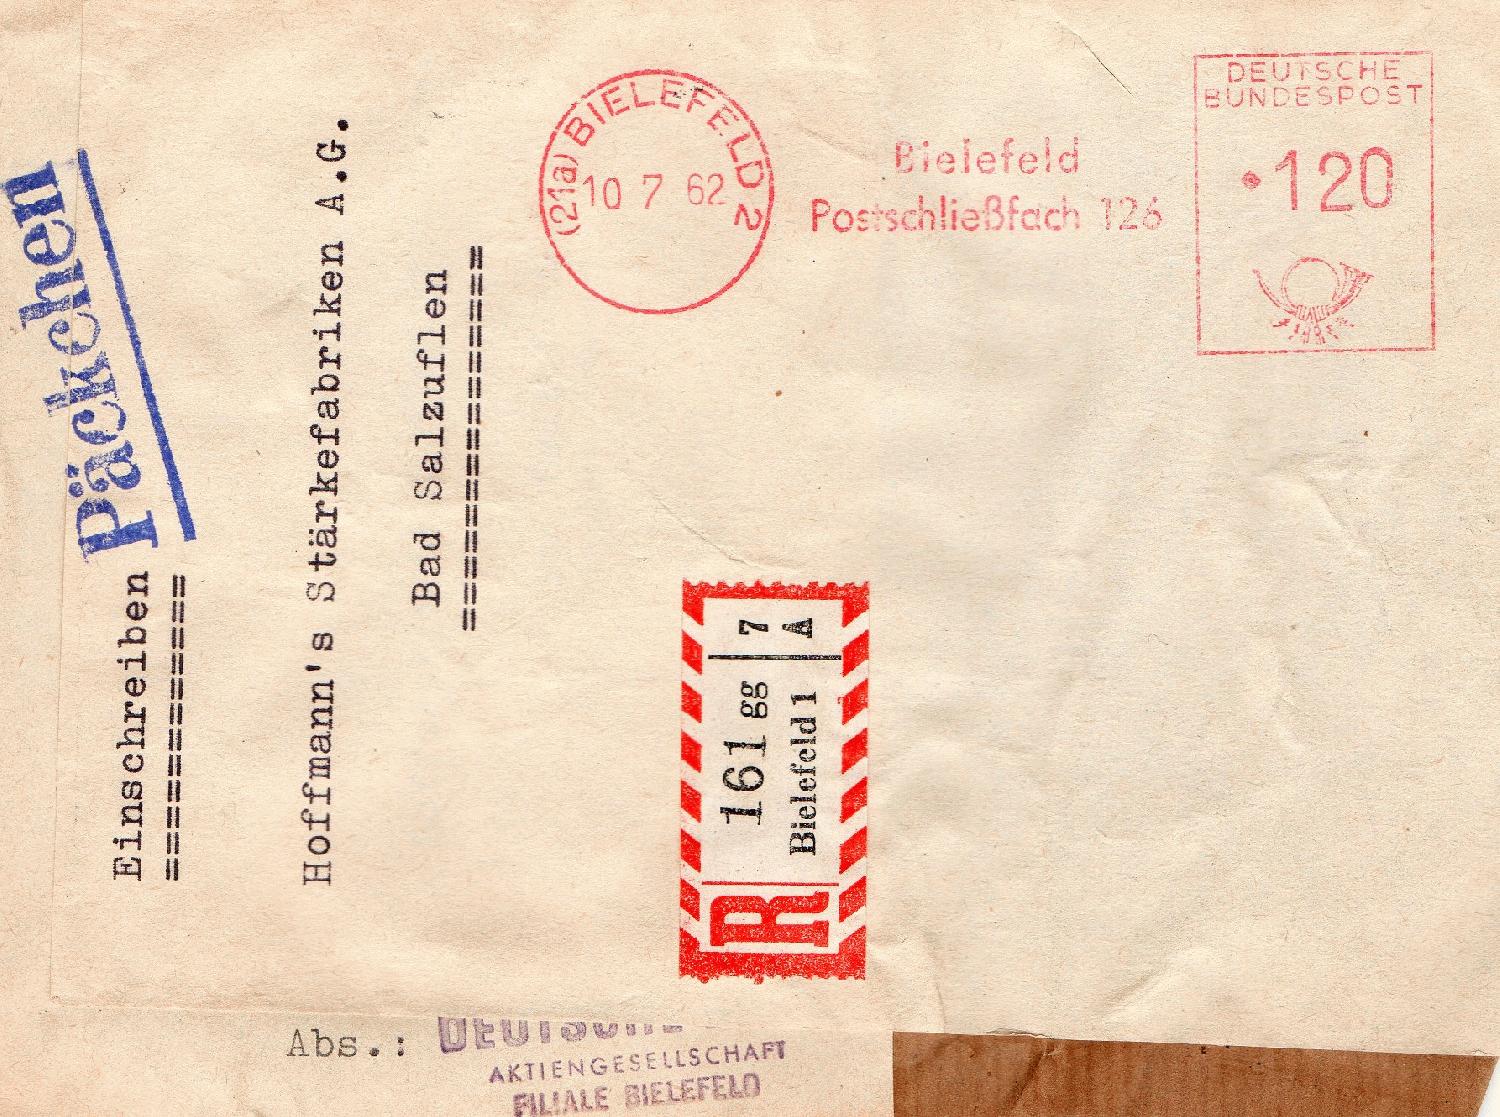 Päckchen
Einschreiben
Hoffmann's Stärkefabriken A.G.
Bad Salzuflen
(21a) BIELEFELD 2
10 7 62
Bielefeld
Postschließfach 126
DEUTSCHE
BUNDESPOST
120
R
161 gg
Bielefeld 1
7
A
Abs.:
DEUTSCHE
AKTIENGESELLSCHAFT
FILIALE BIELEFELD